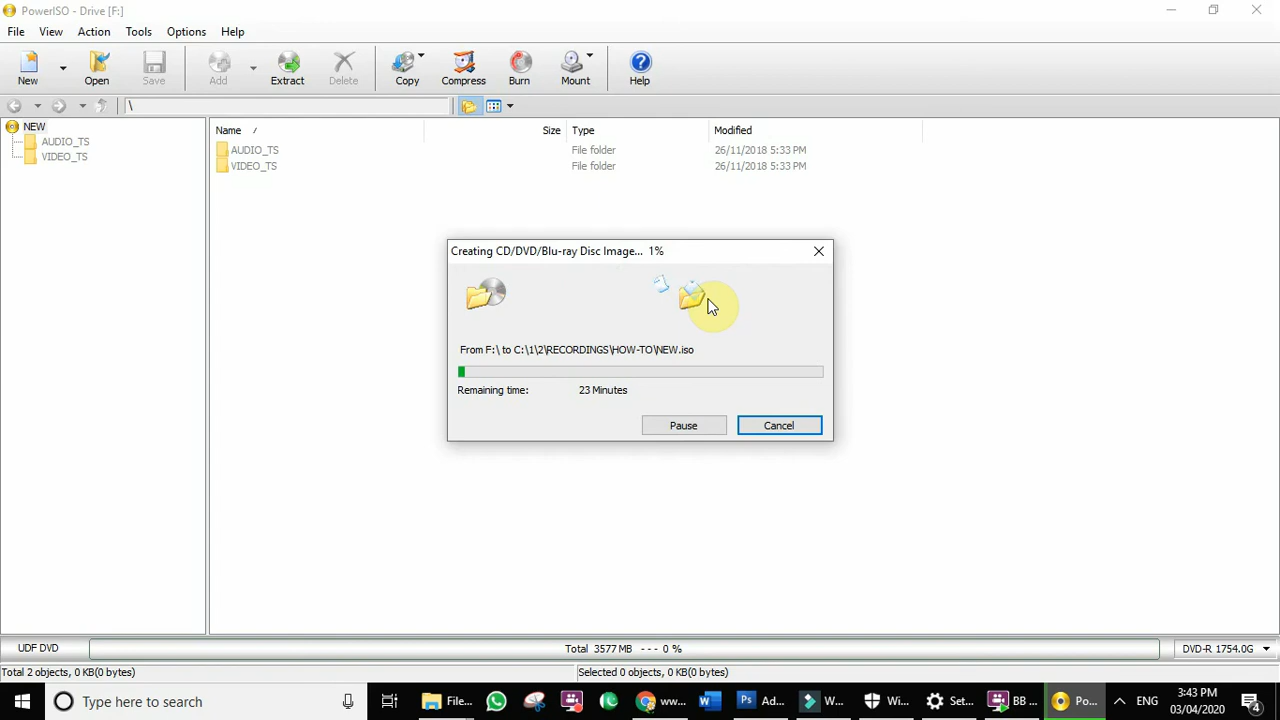 PowerISO - Drive [F:]
File View Action Tools Options Help
New Open Save Add Extract Delete Copy Compress Burn Mount Help
\
NEW
AUDIO_TS
VIDEO_TS
Name Size Type Modified
AUDIO_TS File folder 26/11/2018 5:33 PM
VIDEO_TS File folder 26/11/2018 5:33 PM
Creating CD/DVD/Blu-ray Disc Image... 1%
From F:\ to C:\1\2\RECORDINGS\HOW-TO\NEW.iso
Remaining time: 23 Minutes
Pause Cancel
UDF DVD Total 3577 MB --- 0 % DVD-R 1754.0G
Total 2 objects, 0 KB(0 bytes) Selected 0 objects, 0 KB(0 bytes)
Type here to search File... ww... Ad... W... Wi... Set... BB ... Po... ENG 3:43 PM
03/04/2020 4